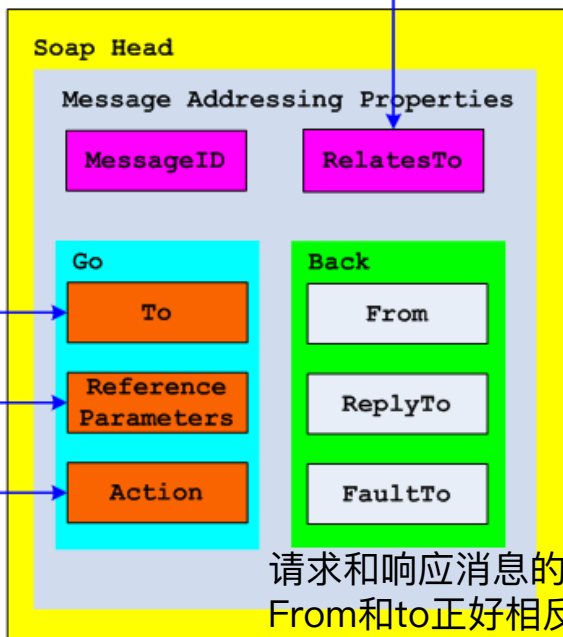 Soap Head
Message Addressing Properties
MessageID
RelatesTo
Go
To
Reference
Parameters
Action
Back
From
ReplyTo
FaultTo
请求和响应消息的
From和to正好相反